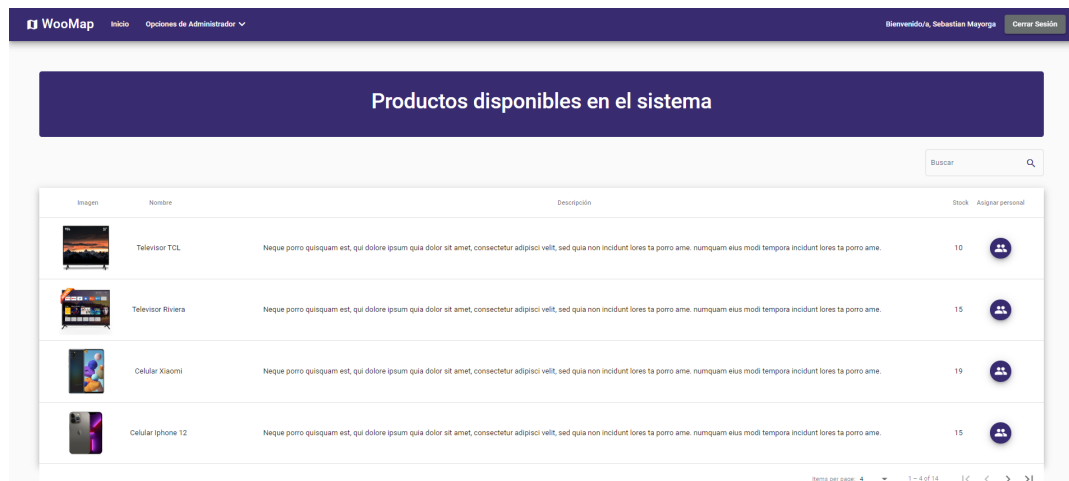 WooMap Inicio Opciones de Administrador Bienvenido/a, Sebastian Mayorga Cerrar Sesión
Productos disponibles en el sistema
Buscar
Imagen Nombre Descripción Stock Asignar personal
Televisor TCL Neque porro quisquam est, qui dolore ipsum quia dolor sit amet, consectetur adipisci velit, sed quia non incidunt lores ta porro ame. numquam eius modi tempora incidunt lores ta porro ame. 10
Televisor Riviera Neque porro quisquam est, qui dolore ipsum quia dolor sit amet, consectetur adipisci velit, sed quia non incidunt lores ta porro ame. numquam eius modi tempora incidunt lores ta porro ame. 15
Celular Xiaomi Neque porro quisquam est, qui dolore ipsum quia dolor sit amet, consectetur adipisci velit, sed quia non incidunt lores ta porro ame. numquam eius modi tempora incidunt lores ta porro ame. 19
Celular Iphone 12 Neque porro quisquam est, qui dolore ipsum quia dolor sit amet, consectetur adipisci velit, sed quia non incidunt lores ta porro ame. numquam eius modi tempora incidunt lores ta porro ame. 15
Items per page: 4 1 – 4 of 14